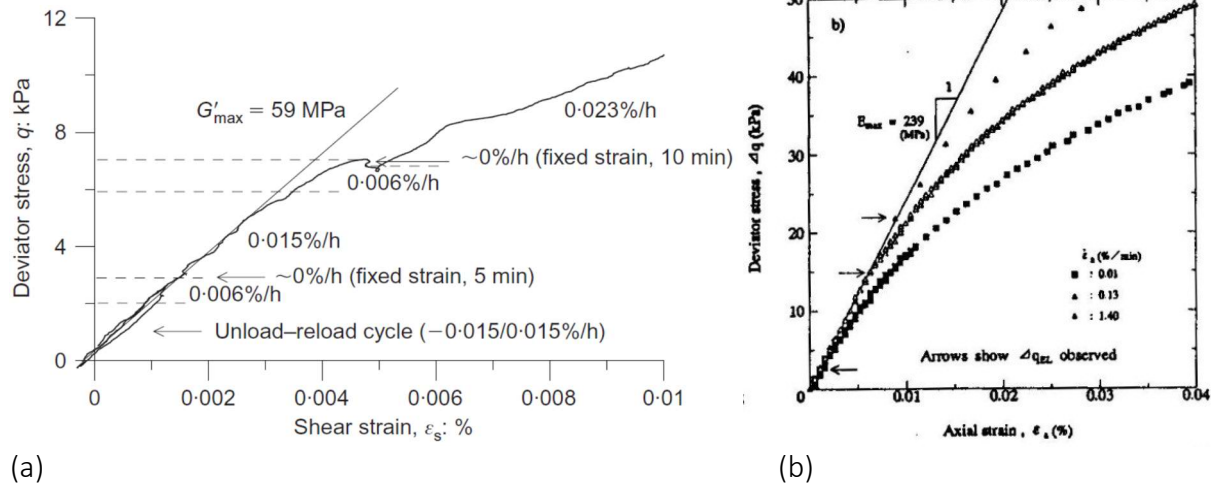 12
8
4
0
Deviator stress, q: kPa
G′max = 59 MPa
0·023%/h
~0%/h (fixed strain, 10 min)
0·006%/h
0·015%/h
~0%/h (fixed strain, 5 min)
0·006%/h
Unload–reload cycle (−0·015/0·015%/h)
0
0·002
0·004
0·006
0·008
0·01
Shear strain, εs: %
(a)
b)
50
40
30
20
10
0
Deviator stress, Δq (kPa)
1
Emax = 239
(MPa)
ε̇a (%/min)
: 0.01
: 0.13
: 1.40
Arrows show ΔqEL observed
0
0.01
0.02
0.03
0.04
Axial strain, εa (%)
(b)